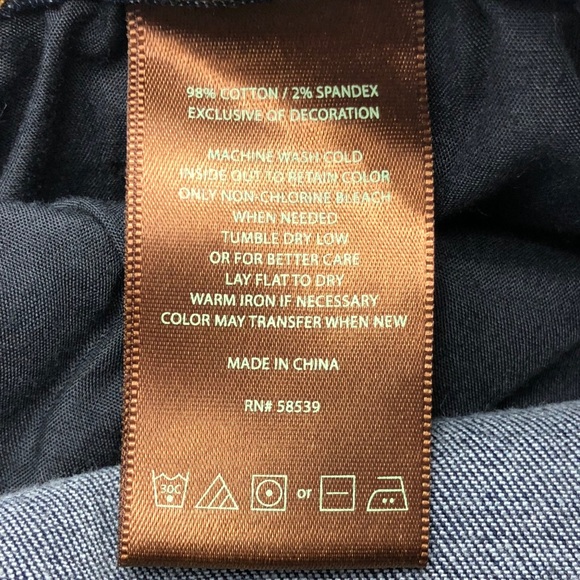 98% COTTON / 2% SPANDEX
EXCLUSIVE OF DECORATION
MACHINE WASH COLD
INSIDE OUT TO RETAIN COLOR
ONLY NON-CHLORINE BLEACH
WHEN NEEDED
TUMBLE DRY LOW
OR FOR BETTER CARE
LAY FLAT TO DRY
WARM IRON IF NECESSARY
COLOR MAY TRANSFER WHEN NEW
MADE IN CHINA
RN# 58539
30C or